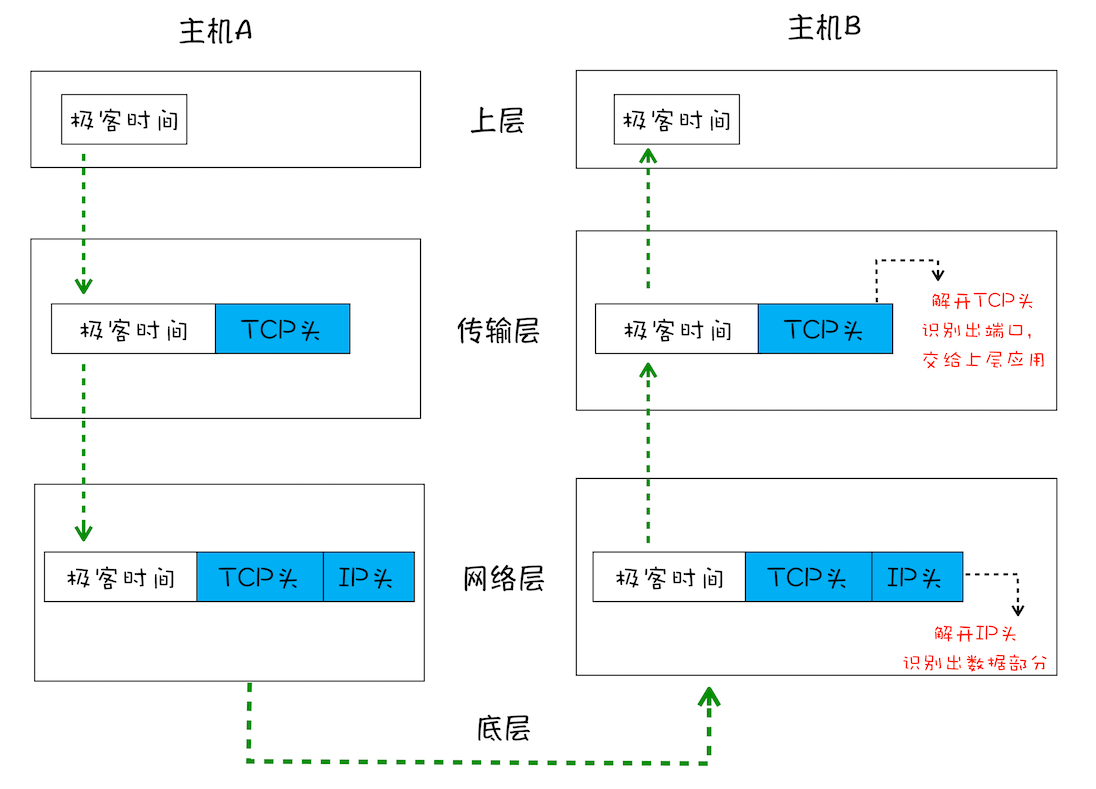 主机A
主机B
极客时间
上层
极客时间
极客时间
TCP头
传输层
极客时间
TCP头
解开TCP头
识别出端口,
交给上层应用
极客时间
TCP头
IP头
网络层
极客时间
TCP头
IP头
解开IP头
识别出数据部分
底层